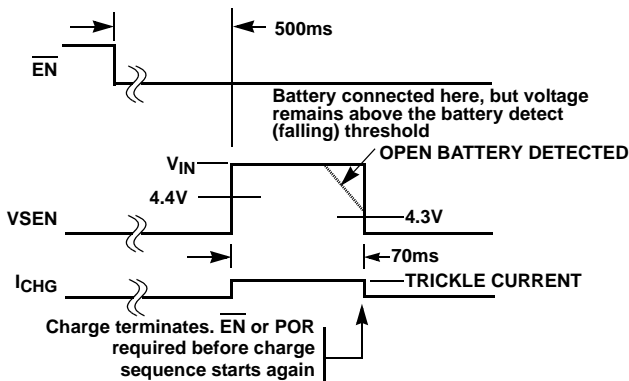 500ms
EN
Battery connected here, but voltage
remains above the battery detect
(falling) threshold
OPEN BATTERY DETECTED
VIN
4.4V
4.3V
VSEN
70ms
ICHG
TRICKLE CURRENT
Charge terminates. EN or POR
required before charge
sequence starts again